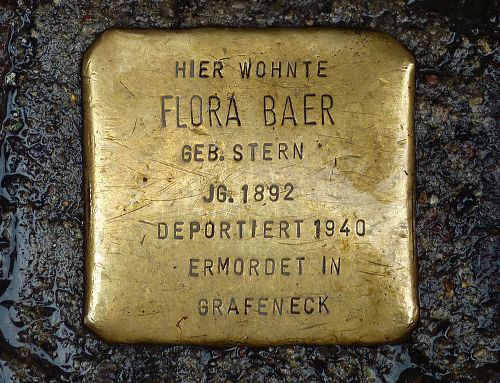 HIER WOHNTE
FLORA BAER
GEB. STERN
JG. 1892
DEPORTIERT 1940
ERMORDET IN
GRAFENECK